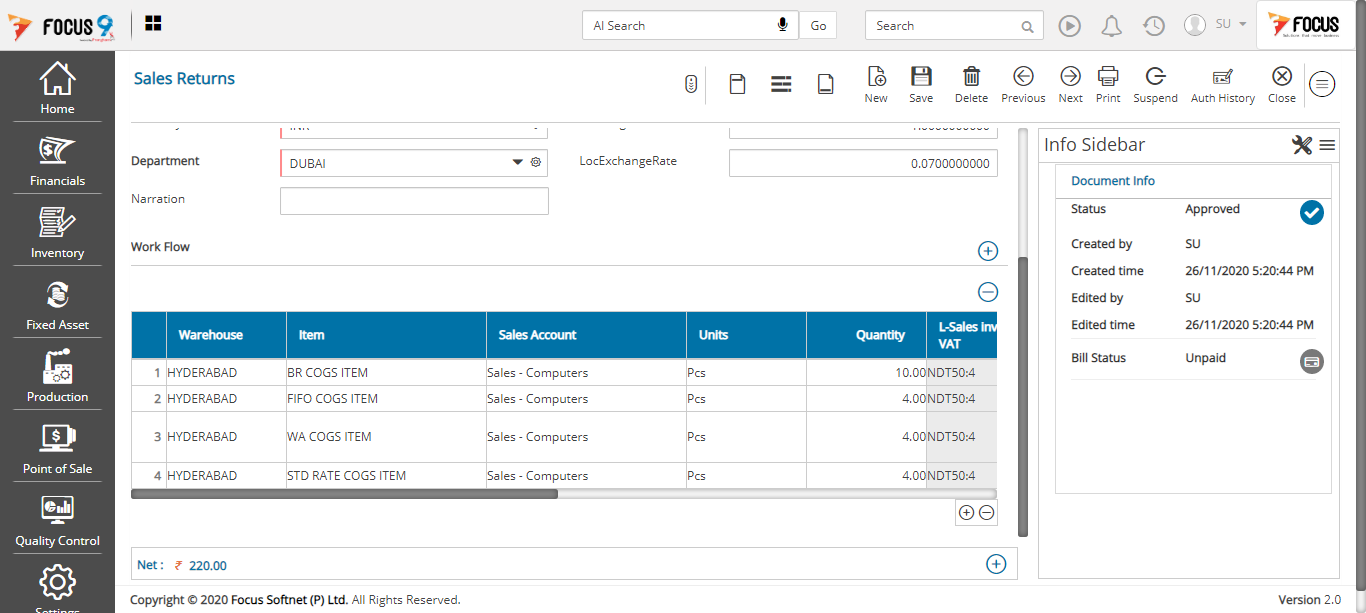 FOCUS 9
AI Search
Go
Search
SU
FOCUS
Home
Financials
Inventory
Fixed Asset
Production
Point of Sale
Quality Control
Settings
Sales Returns
New Save Delete Previous Next Print Suspend Auth History Close
INR
Department DUBAI LocExchangeRate 0.0700000000
Narration
Work Flow
Warehouse Item Sales Account Units Quantity L-Sales Inv VAT
1 HYDERABAD BR COGS ITEM Sales - Computers Pcs 10.00 NDT50:4
2 HYDERABAD FIFO COGS ITEM Sales - Computers Pcs 4.00 NDT50:4
3 HYDERABAD WA COGS ITEM Sales - Computers Pcs 4.00 NDT50:4
4 HYDERABAD STD RATE COGS ITEM Sales - Computers Pcs 4.00 NDT50:4
Net : ₹ 220.00
Info Sidebar
Document Info
Status Approved
Created by SU
Created time 26/11/2020 5:20:44 PM
Edited by SU
Edited time 26/11/2020 5:20:44 PM
Bill Status Unpaid
Copyright © 2020 Focus Softnet (P) Ltd. All Rights Reserved.
Version 2.0